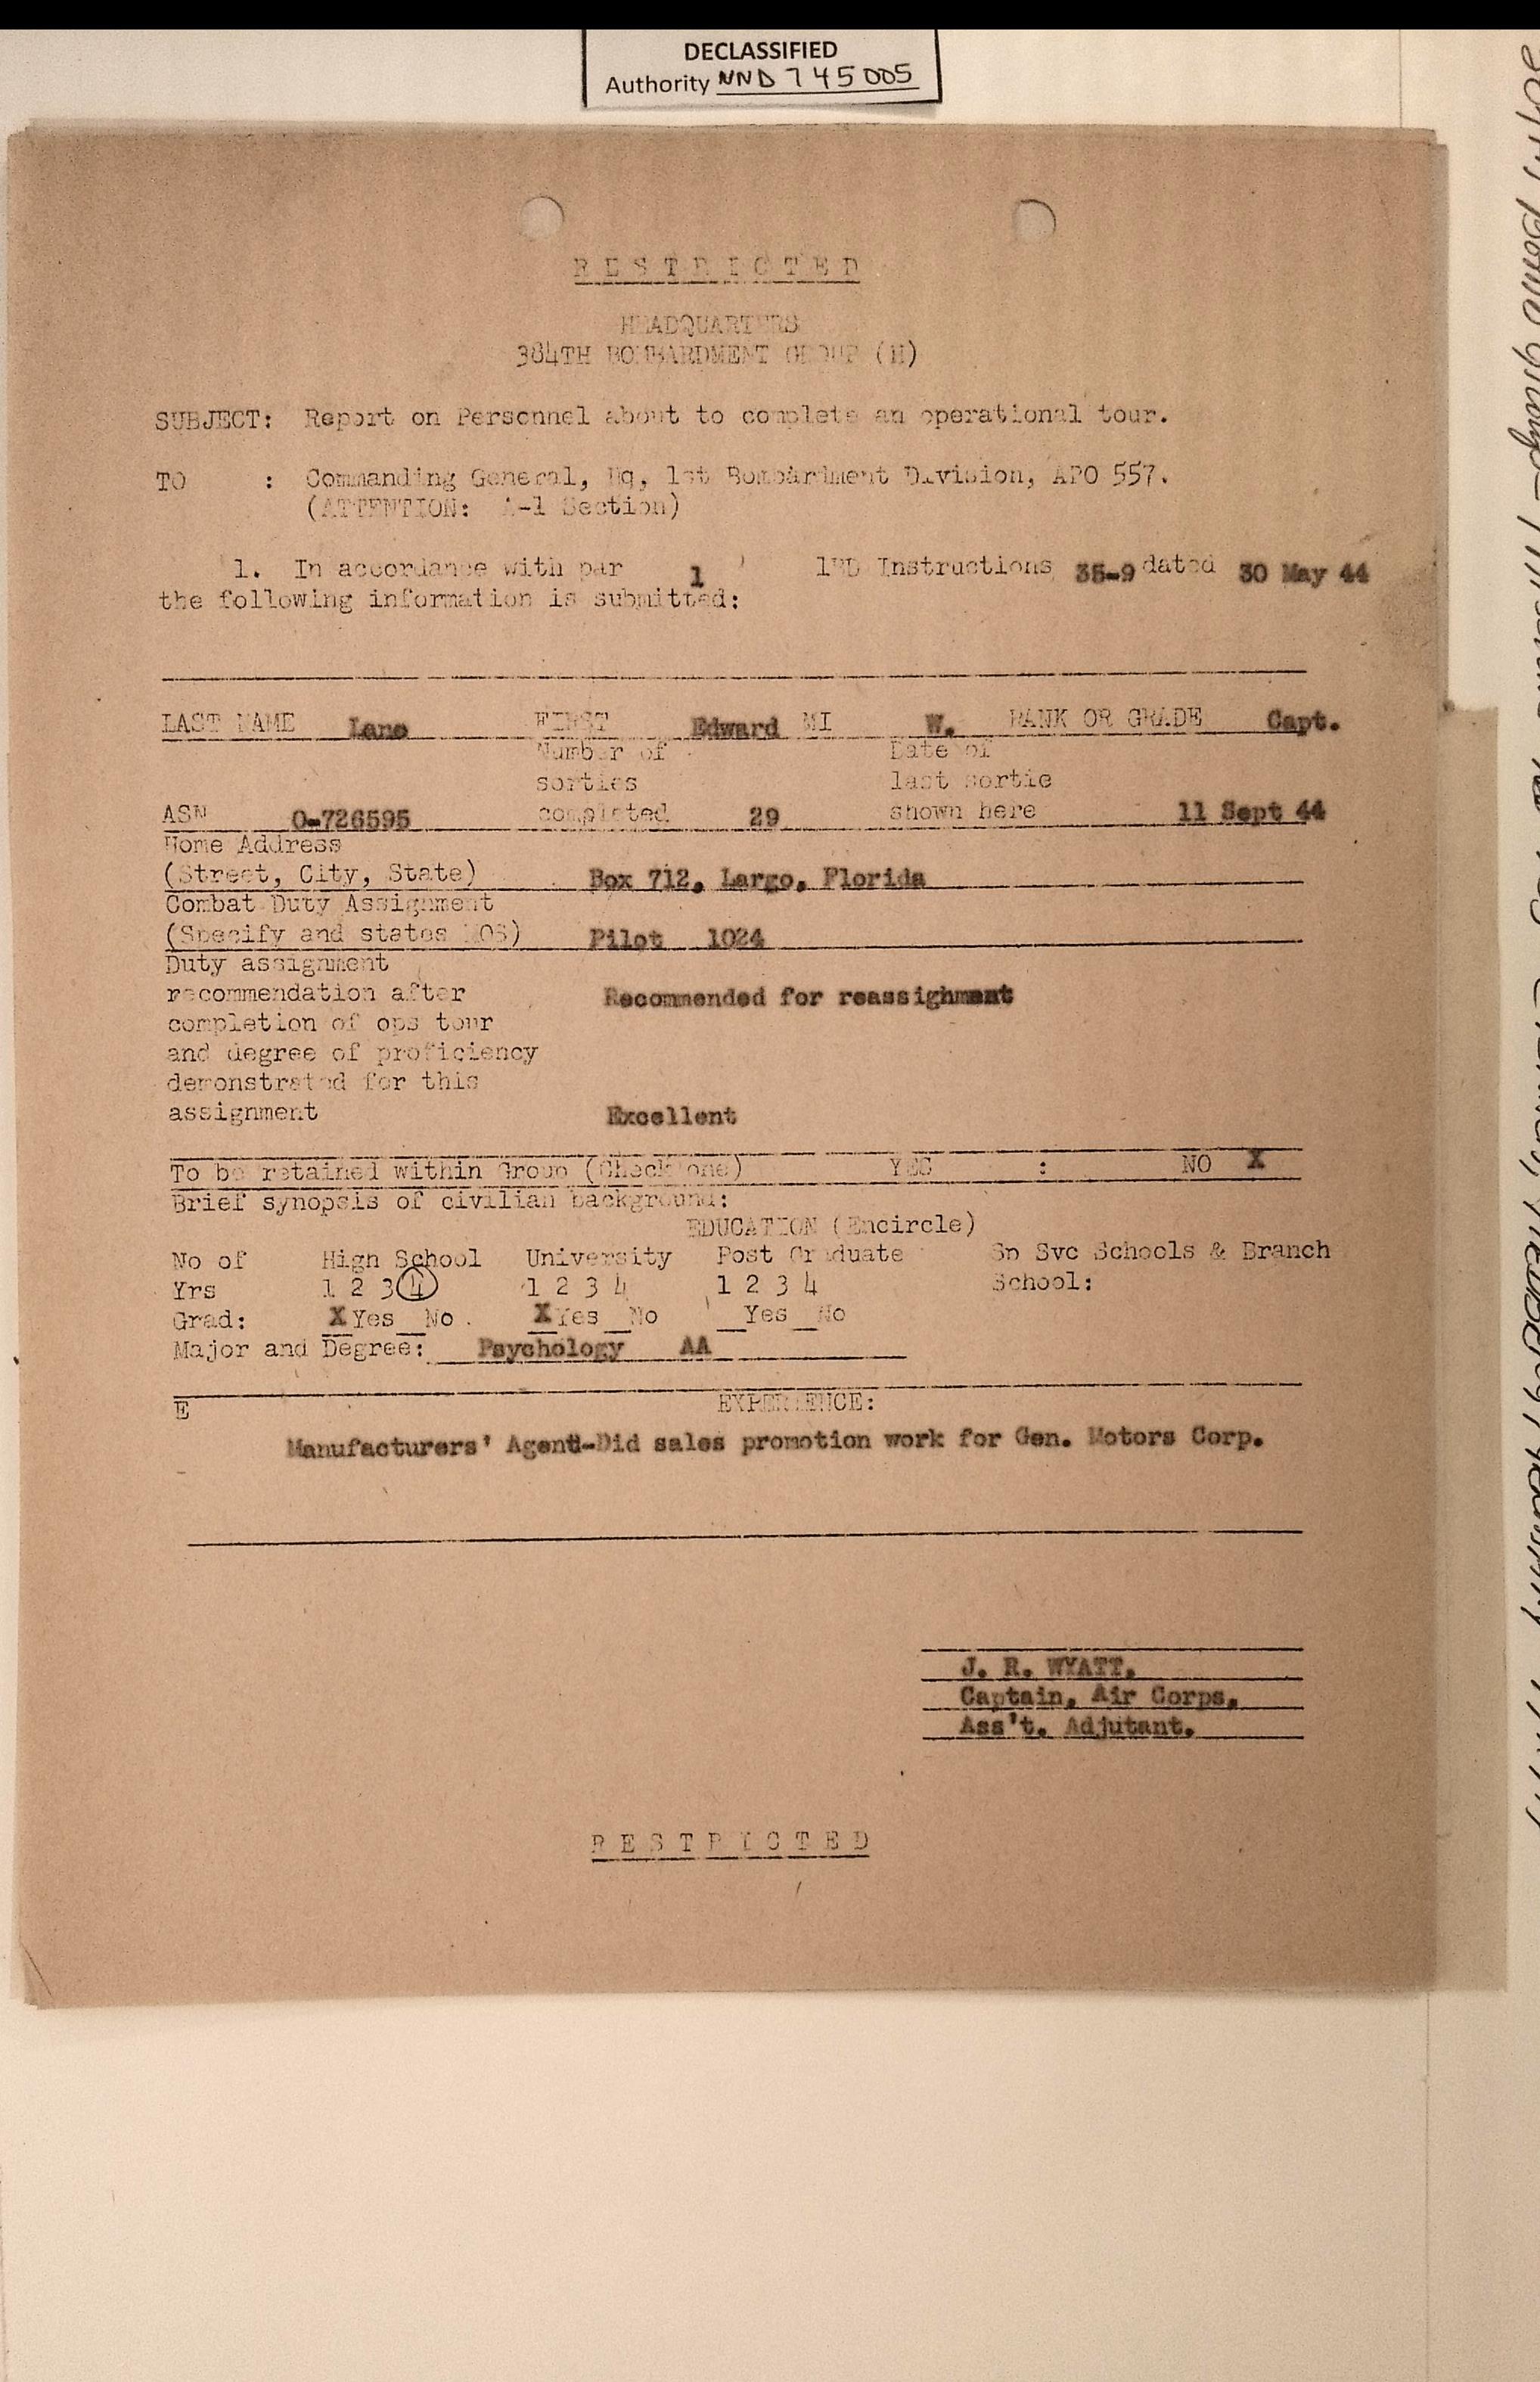 DECLASSIFIED
Authority NND 745005
RESTRICTED
HEADQUARTERS
384TH BOMBARDMENT GROUP (H)
SUBJECT: Report on Personnel about to complete an operational tour.
TO : Commanding General, Hq, 1st Bombardment Division, APO 557.
(ATTENTION: A-1 Section)
1. In accordance with par 1 1BD Instructions 35-9 dated 30 May 44
the following information is submitted:
LAST NAME Lane FIRST Edward MI W. RANK OR GRADE Capt.
Number of Date of
sorties last sortie
ASN O-726595 completed 29 shown here 11 Sept 44
Home Address
(Street, City, State) Box 712, Largo, Florida
Combat Duty Assignment
(Specify and states MOS) Pilot 1024
Duty assignment
recommendation after Recommended for reassighment
completion of ops tour
and degree of proficiency
demonstrated for this
assignment Excellent
To be retained within Group (Check one) YES : NO X
Brief synopsis of civilian background:
EDUCATION (Encircle)
No of High School University Post Graduate Sp Svc Schools & Branch
Yrs 1 2 3 4 1 2 3 4 1 2 3 4 School:
Grad: X Yes __No . X Yes __No __Yes __No
Major and Degree: Psychology AA
E EXPERIENCE:
Manufacturers' Agent-Did sales promotion work for Gen. Motors Corp.
J. R. WYATT,
Captain, Air Corps,
Ass't. Adjutant.
RESTRICTED